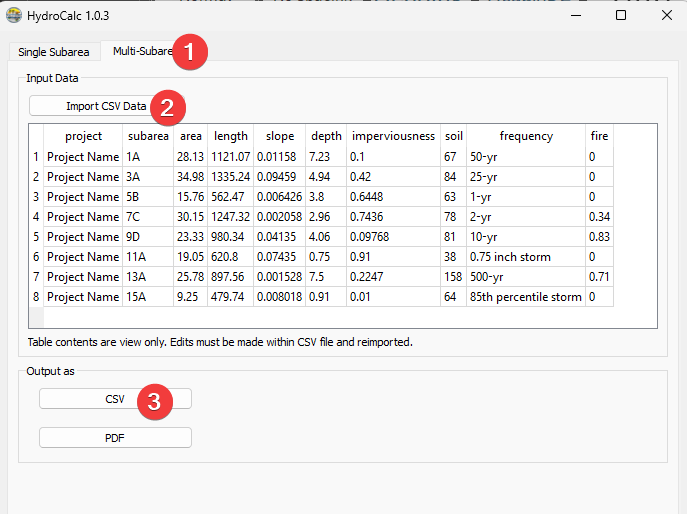 HydroCalc 1.0.3
Single Subarea Multi-Subare 1
Input Data
Import CSV Data 2
project subarea area length slope depth imperviousness soil frequency fire
1 Project Name 1A 28.13 1121.07 0.01158 7.23 0.1 67 50-yr 0
2 Project Name 3A 34.98 1335.24 0.09459 4.94 0.42 84 25-yr 0
3 Project Name 5B 15.76 562.47 0.006426 3.8 0.6448 63 1-yr 0
4 Project Name 7C 30.15 1247.32 0.002058 2.96 0.7436 78 2-yr 0.34
5 Project Name 9D 23.33 980.34 0.04135 4.06 0.09768 81 10-yr 0.83
6 Project Name 11A 19.05 620.8 0.07435 0.75 0.91 38 0.75 inch storm 0
7 Project Name 13A 25.78 897.56 0.001528 7.5 0.2247 158 500-yr 0.71
8 Project Name 15A 9.25 479.74 0.008018 0.91 0.01 64 85th percentile storm 0
Table contents are view only. Edits must be made within CSV file and reimported.
Output as
CSV 3
PDF